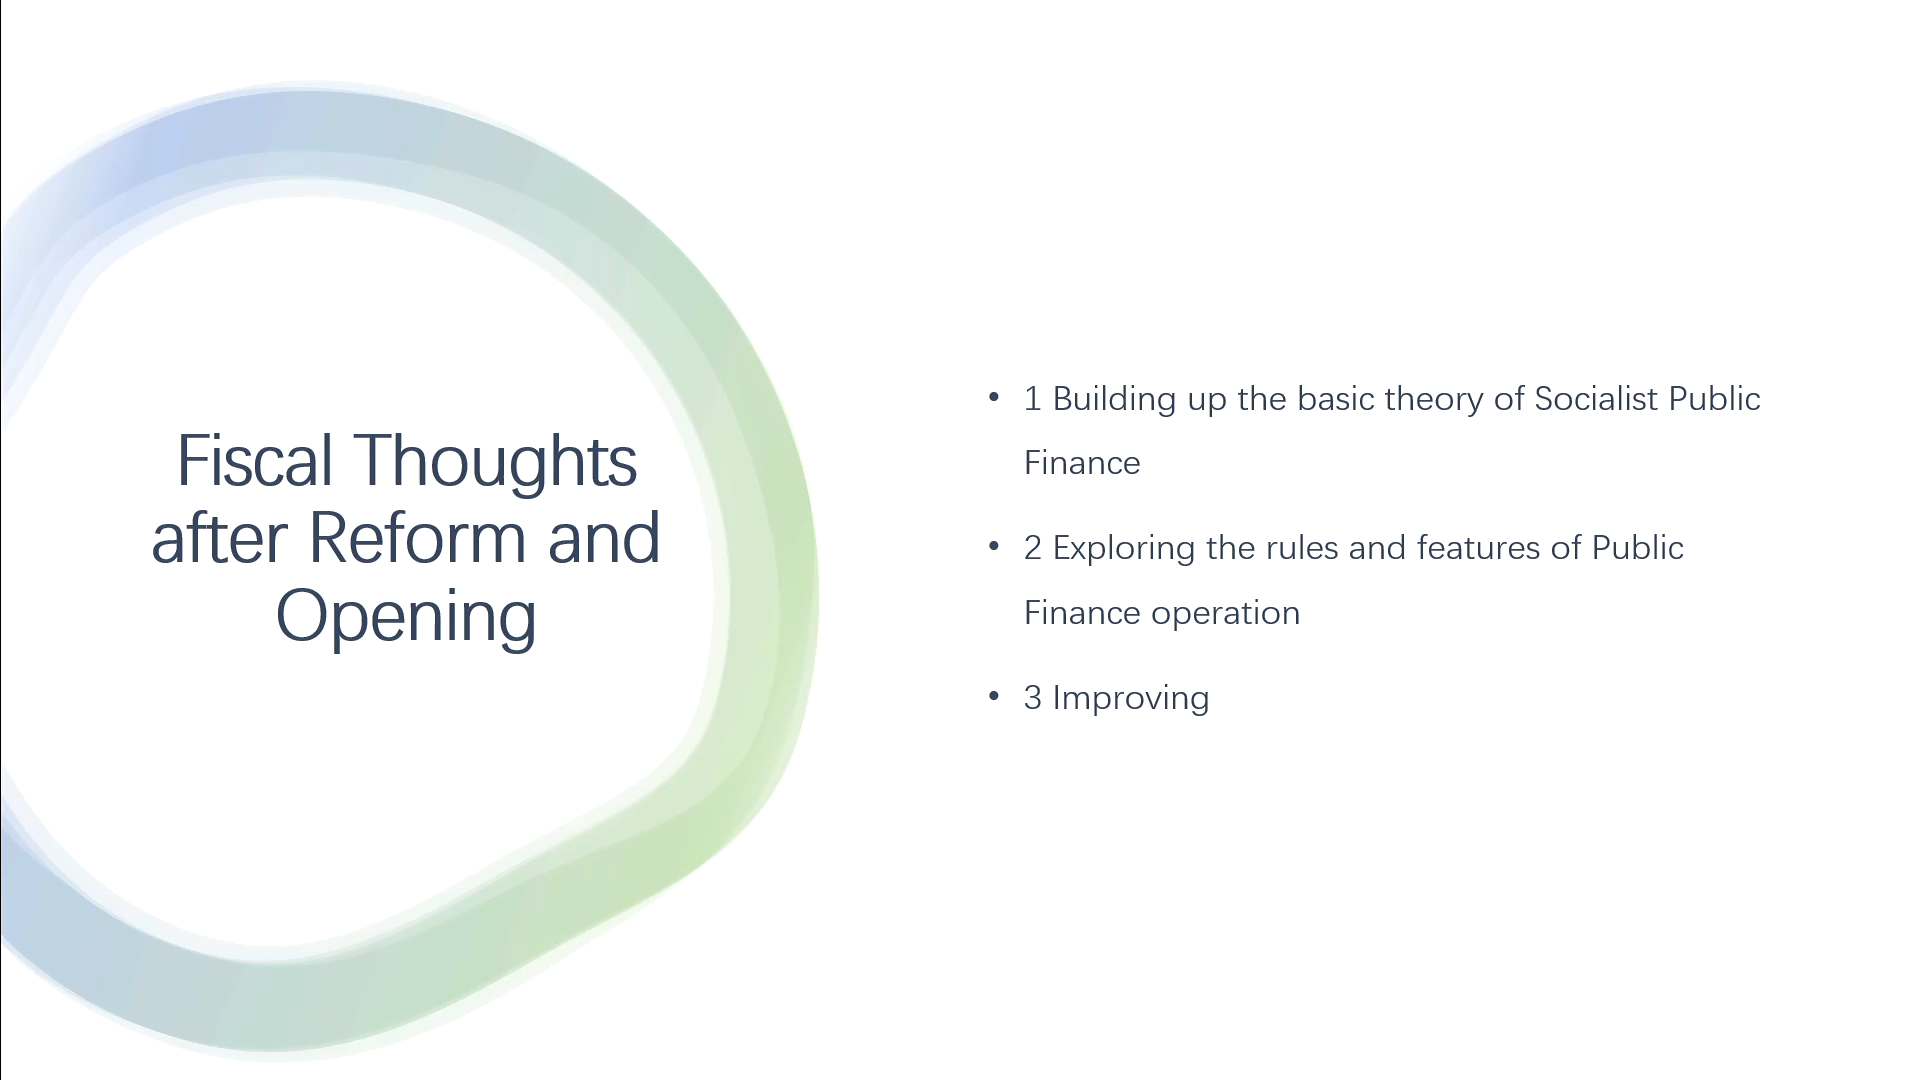 Fiscal Thoughts
after Reform and
Opening
• 1 Building up the basic theory of Socialist Public
Finance
• 2 Exploring the rules and features of Public
Finance operation
• 3 Improving